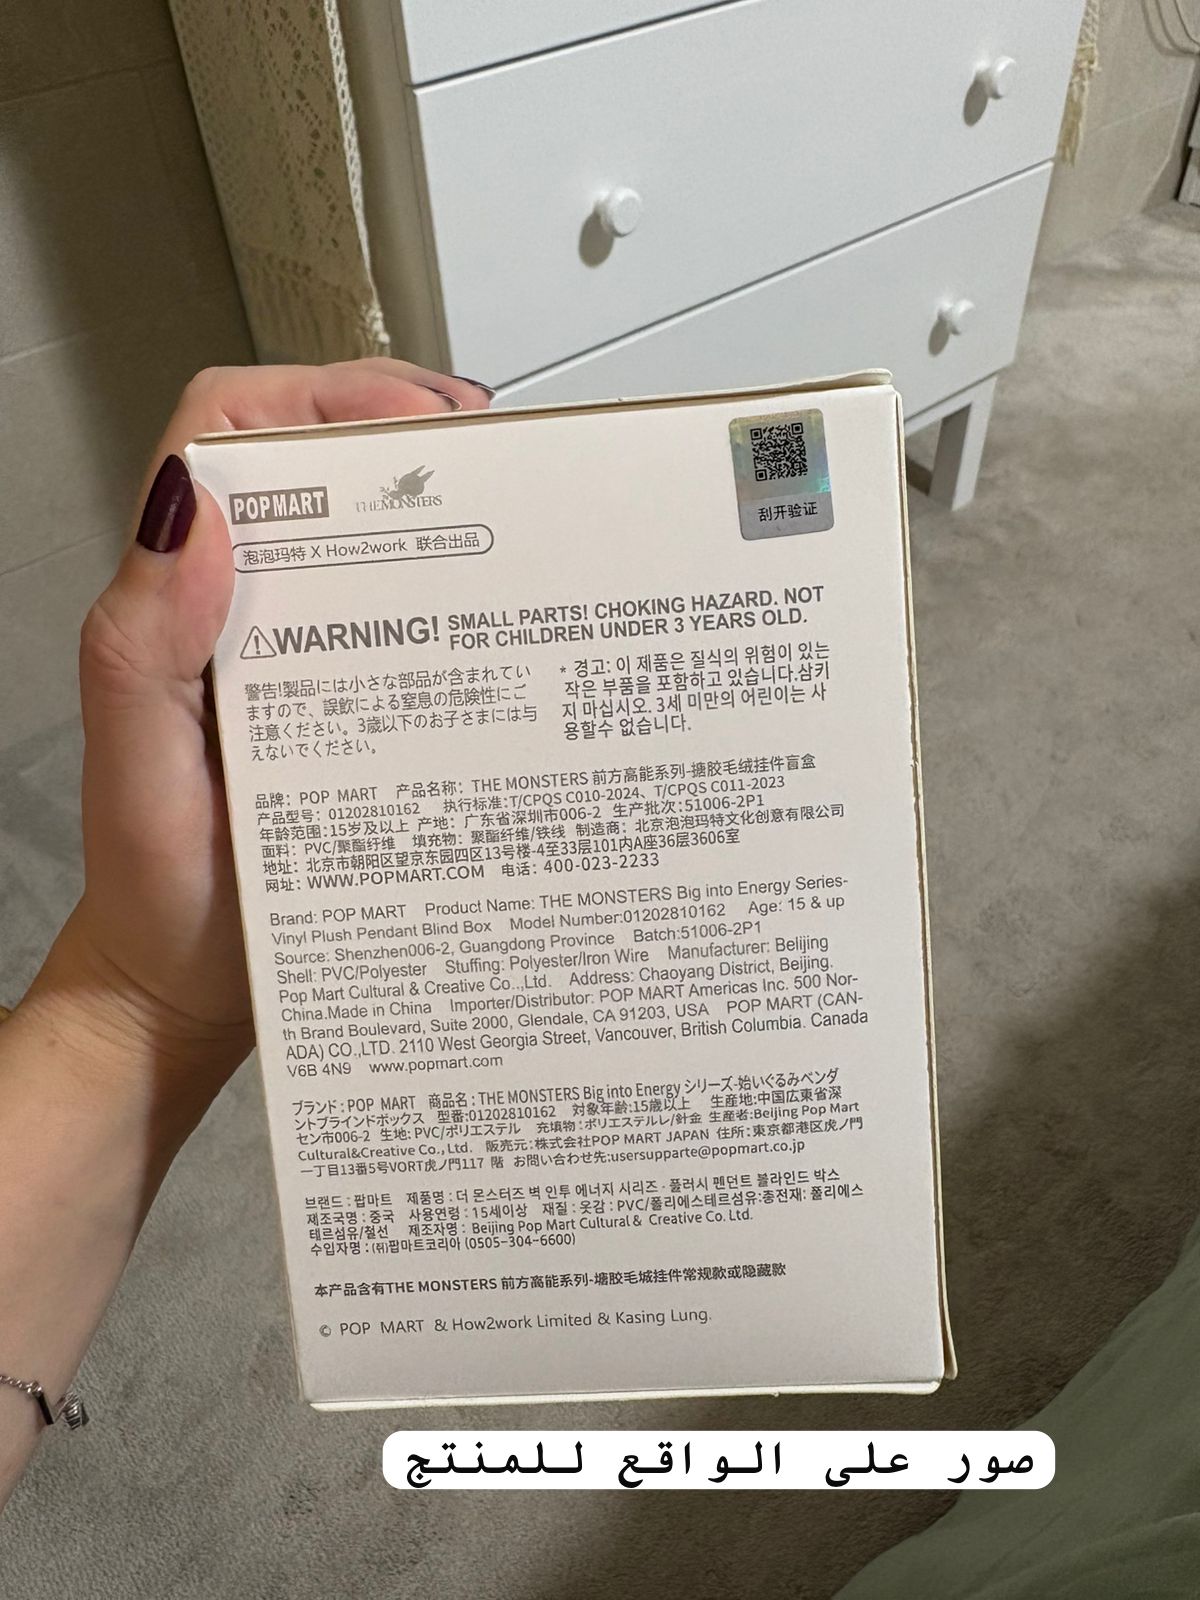 POP MART
THE MONSTERS
刮开验证
泡泡玛特 X How2work 联合出品
WARNING! SMALL PARTS! CHOKING HAZARD. NOT
FOR CHILDREN UNDER 3 YEARS OLD.
警告!製品には小さな部品が含まれてい
ますので、誤飲による窒息の危険性にご
注意ください。3歳以下のお子さまには与
えないでください。
* 경고: 이 제품은 질식의 위험이 있는
작은 부품을 포함하고 있습니다.삼키
지 마십시오. 3세 미만의 어린이는 사
용할수 없습니다.
品牌: POP MART 产品名称: THE MONSTERS 前方高能系列-搪胶毛绒挂件盲盒
产品型号: 01202810162 执行标准:T/CPQS C010-2024、T/CPQS C011-2023
年龄范围:15岁及以上 产地: 广东省深圳市006-2 生产批次:51006-2P1
面料: PVC/聚酯纤维 填充物: 聚酯纤维/铁线 制造商: 北京泡泡玛特文化创意有限公司
地址: 北京市朝阳区望京东园四区13号楼-4至33层101内A座36层3606室
网址: WWW.POPMART.COM 电话: 400-023-2233
Brand: POP MART Product Name: THE MONSTERS Big into Energy Series-
Vinyl Plush Pendant Blind Box Model Number:01202810162 Age: 15 & up
Source: Shenzhen006-2, Guangdong Province Batch:51006-2P1
Shell: PVC/Polyester Stuffing: Polyester/Iron Wire Manufacturer: Belijing
Pop Mart Cultural & Creative Co..,Ltd. Address: Chaoyang District, Beijing.
China.Made in China Importer/Distributor: POP MART Americas Inc. 500 Nor-
th Brand Boulevard, Suite 2000, Glendale, CA 91203, USA POP MART (CAN-
ADA) CO.,LTD. 2110 West Georgia Street, Vancouver, British Columbia. Canada
V6B 4N9 www.popmart.com
ブランド: POP MART 商品名: THE MONSTERS Big into Energy シリーズ-始いぐるみペンダ
ントブラインドボックス 型番:01202810162 対象年齢:15歳以上 生産地:中国広東省深
セン市006-2 生地: PVC/ポリエステル 充填物:ポリエステルレ/針金 生産者:Beijing Pop Mart
Cultural&Creative Co., Ltd. 販売元:株式会社POP MART JAPAN 住所:東京都港区虎ノ門
一丁目13番5号VORT虎ノ門117 階 お問い合わせ先:usersupparte@popmart.co.jp
브랜드 : 팝마트 제품명 : 더 몬스터즈 벽 인투 에너지 시리즈 · 플러시 펜던트 블라인드 박스
제조국명 : 중국 사용연령 : 15세이상 재질 : 옷감 : PVC/폴리에스테르섬유:충전재: 폴리에스
테르섬유/철선 제조자명 : Beijing Pop Mart Cultural & Creative Co. Ltd.
수입자명 : (쥐)팝마트코리아 (0505-304-6600)
本产品含有THE MONSTERS 前方高能系列-搪胶毛城挂件常规款或隐藏款
© POP MART & How2work Limited & Kasing Lung.
صور على الواقع للمنتج